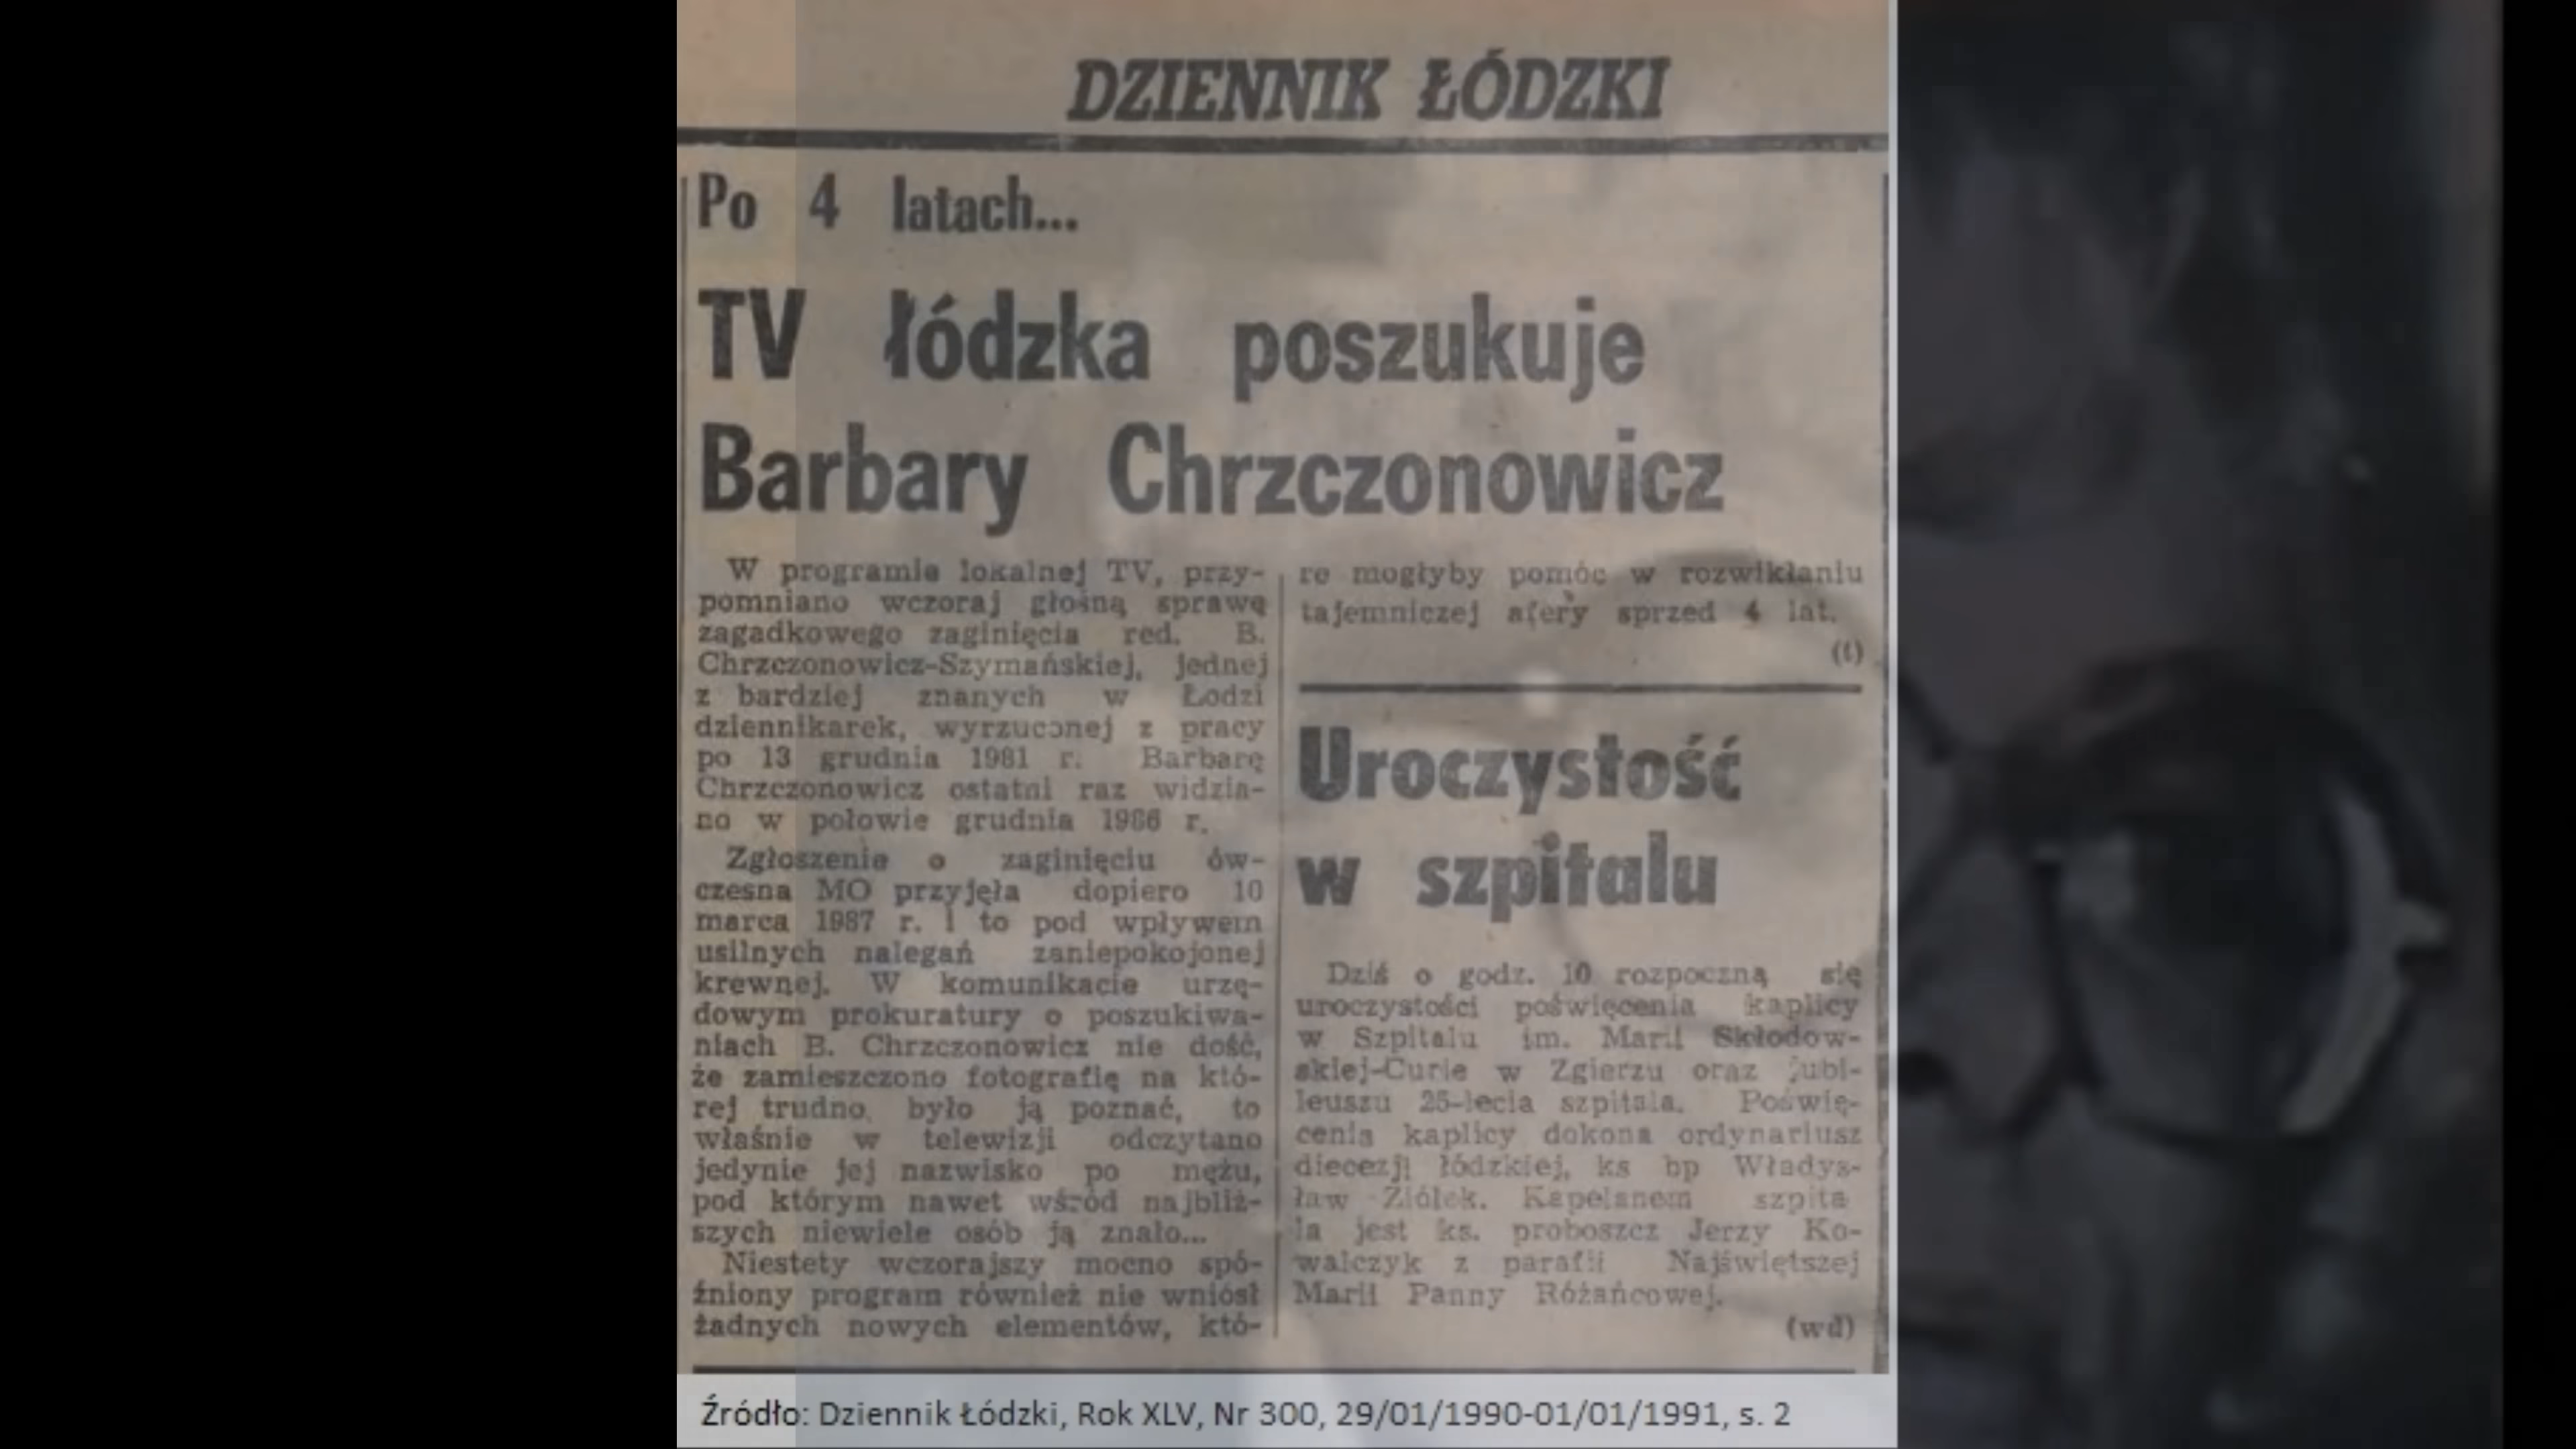 DZIENNIK ŁÓDZKI
Po 4 latach...
TV łódzka poszukuje
Barbary Chrzczonowicz
W programie lokalnej TV, przy-
pomniano wczoraj głośną sprawę
zagadkowego zaginięcia red. B.
Chrzczonowicz-Szymańskiej, jednej
z bardziej znanych w Łodzi
dziennikarek, wyrzuconej z pracy
po 13 grudnia 1981 r. Barbarę
Chrzczonowicz ostatni raz widzia-
no w połowie grudnia 1986 r.
Zgłoszenie o zaginięciu ów-
czesna MO przyjęła dopiero 10
marca 1987 r. i to pod wpływem
usilnych nalegań zaniepokojonej
krewnej. W komunikacie urzę-
dowym prokuratury o poszukiwa-
niach B. Chrzczonowicz nie dość,
że zamieszczono fotografię na któ-
rej trudno było ją poznać, to
właśnie w telewizji odczytano
jedynie jej nazwisko po mężu,
pod którym nawet wśród najbliż-
szych niewiele osób ją znało...
Niestety wczorajszy mocno spó-
źniony program również nie wniósł
żadnych nowych elementów, któ-
re mogłyby pomóc w rozwikłaniu
tajemniczej afery sprzed 4 lat.
(t)
Uroczystość
w szpitalu
Dziś o godz. 10 rozpoczną się
uroczystości poświęcenia kaplicy
w Szpitalu im. Marii Skłodow-
skiej-Curie w Zgierzu oraz jubi-
leuszu 25-lecia szpitala. Poświę-
cenia kaplicy dokona ordynariusz
diecezji łódzkiej, ks bp Władys-
ław Ziółek. Kapelanem szpita
la jest ks. proboszcz Jerzy Ko-
walczyk z parafii Najświętszej
Marii Panny Różańcowej.
(wd)
Źródło: Dziennik Łódzki, Rok XLV, Nr 300, 29/01/1990-01/01/1991, s. 2